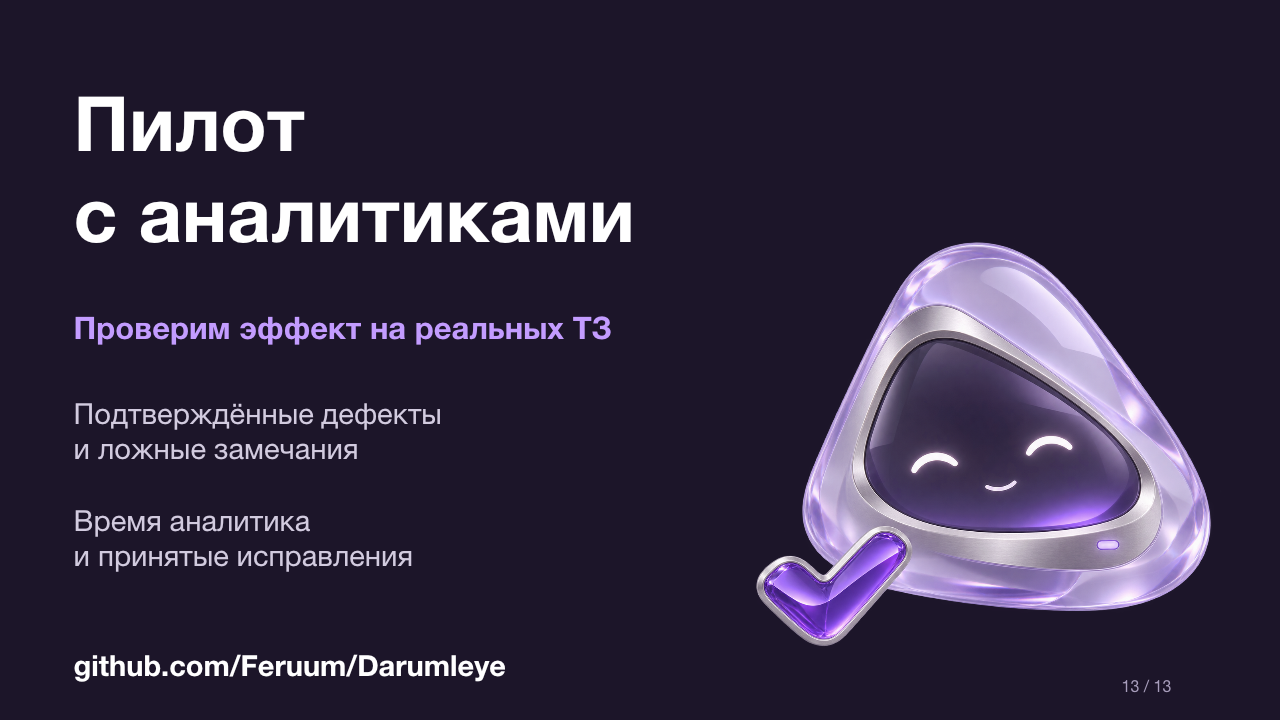 Пилот
с аналитиками
Проверим эффект на реальных ТЗ
Подтверждённые дефекты
и ложные замечания
Время аналитика
и принятые исправления
github.com/Feruum/Darumleye
13 / 13